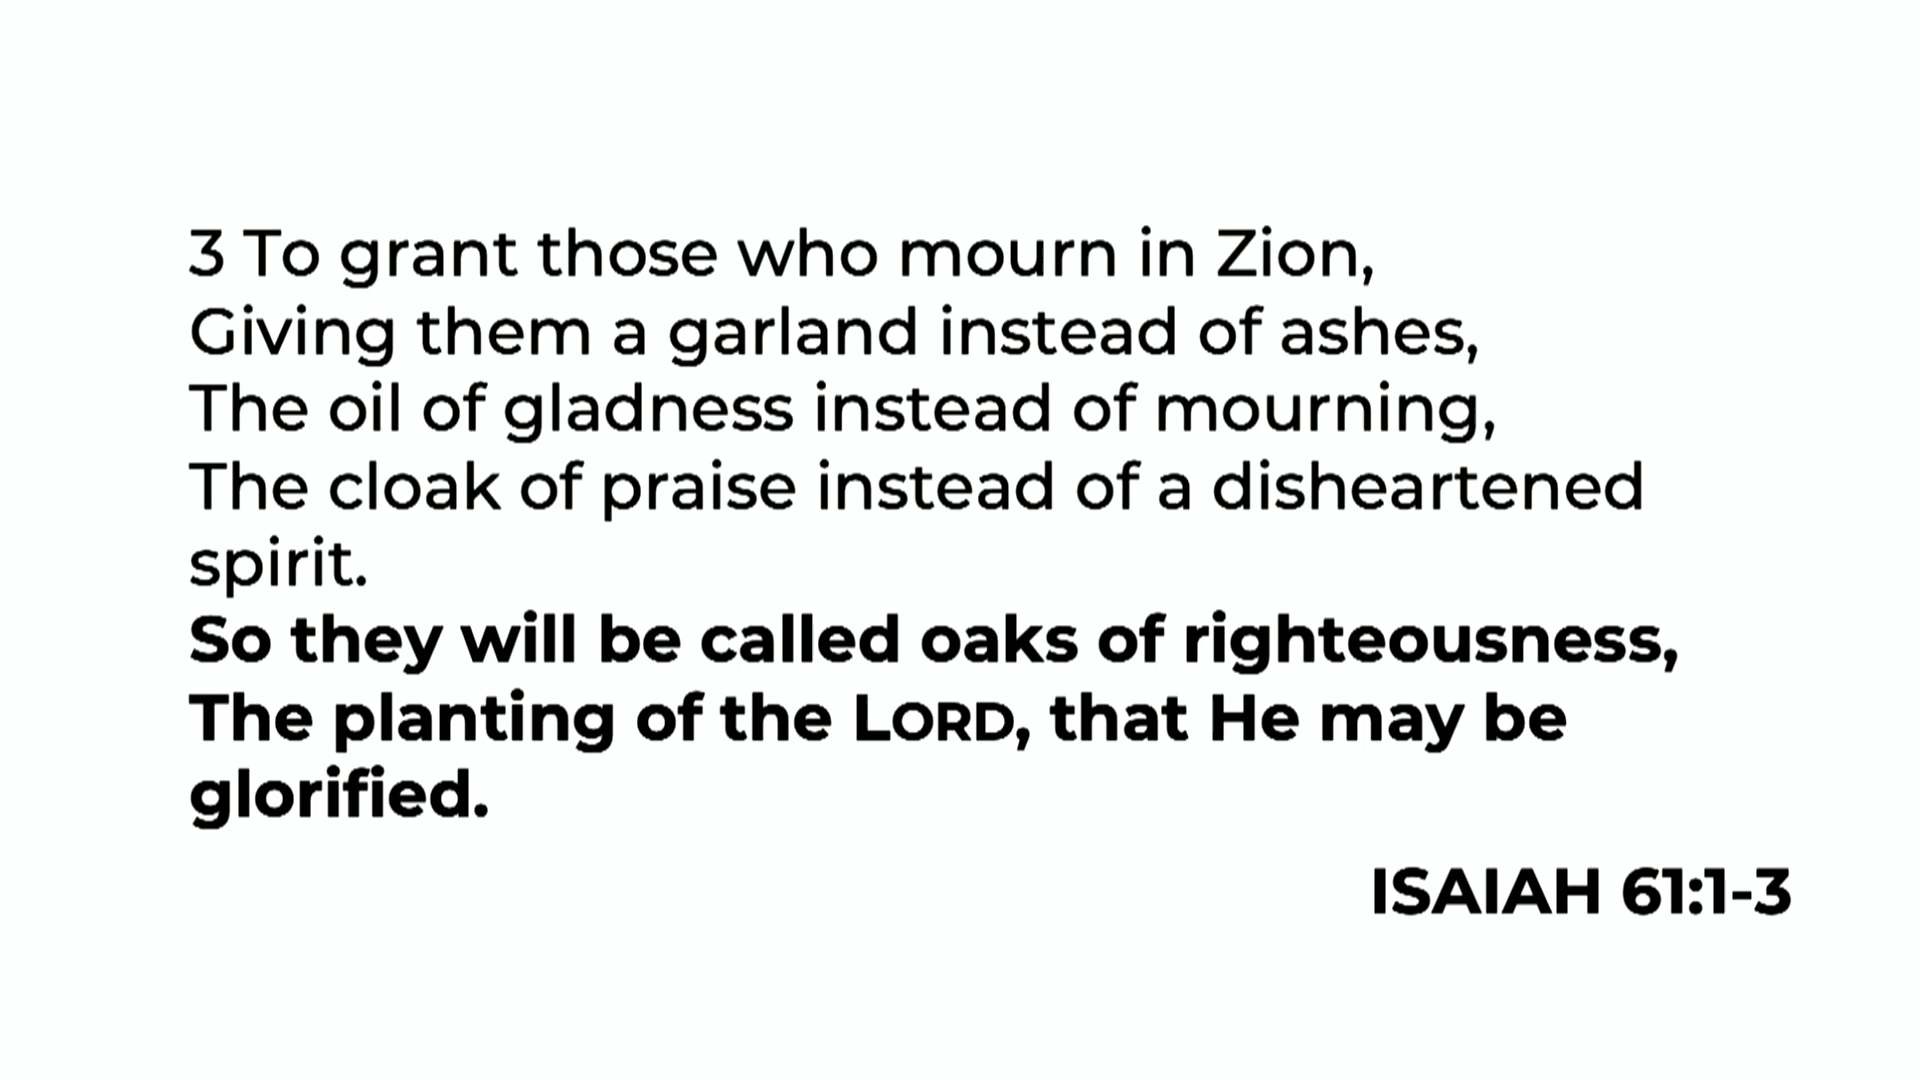 3 To grant those who mourn in Zion,
Giving them a garland instead of ashes,
The oil of gladness instead of mourning,
The cloak of praise instead of a disheartened
spirit.
So they will be called oaks of righteousness,
The planting of the LORD, that He may be
glorified.
ISAIAH 61:1-3